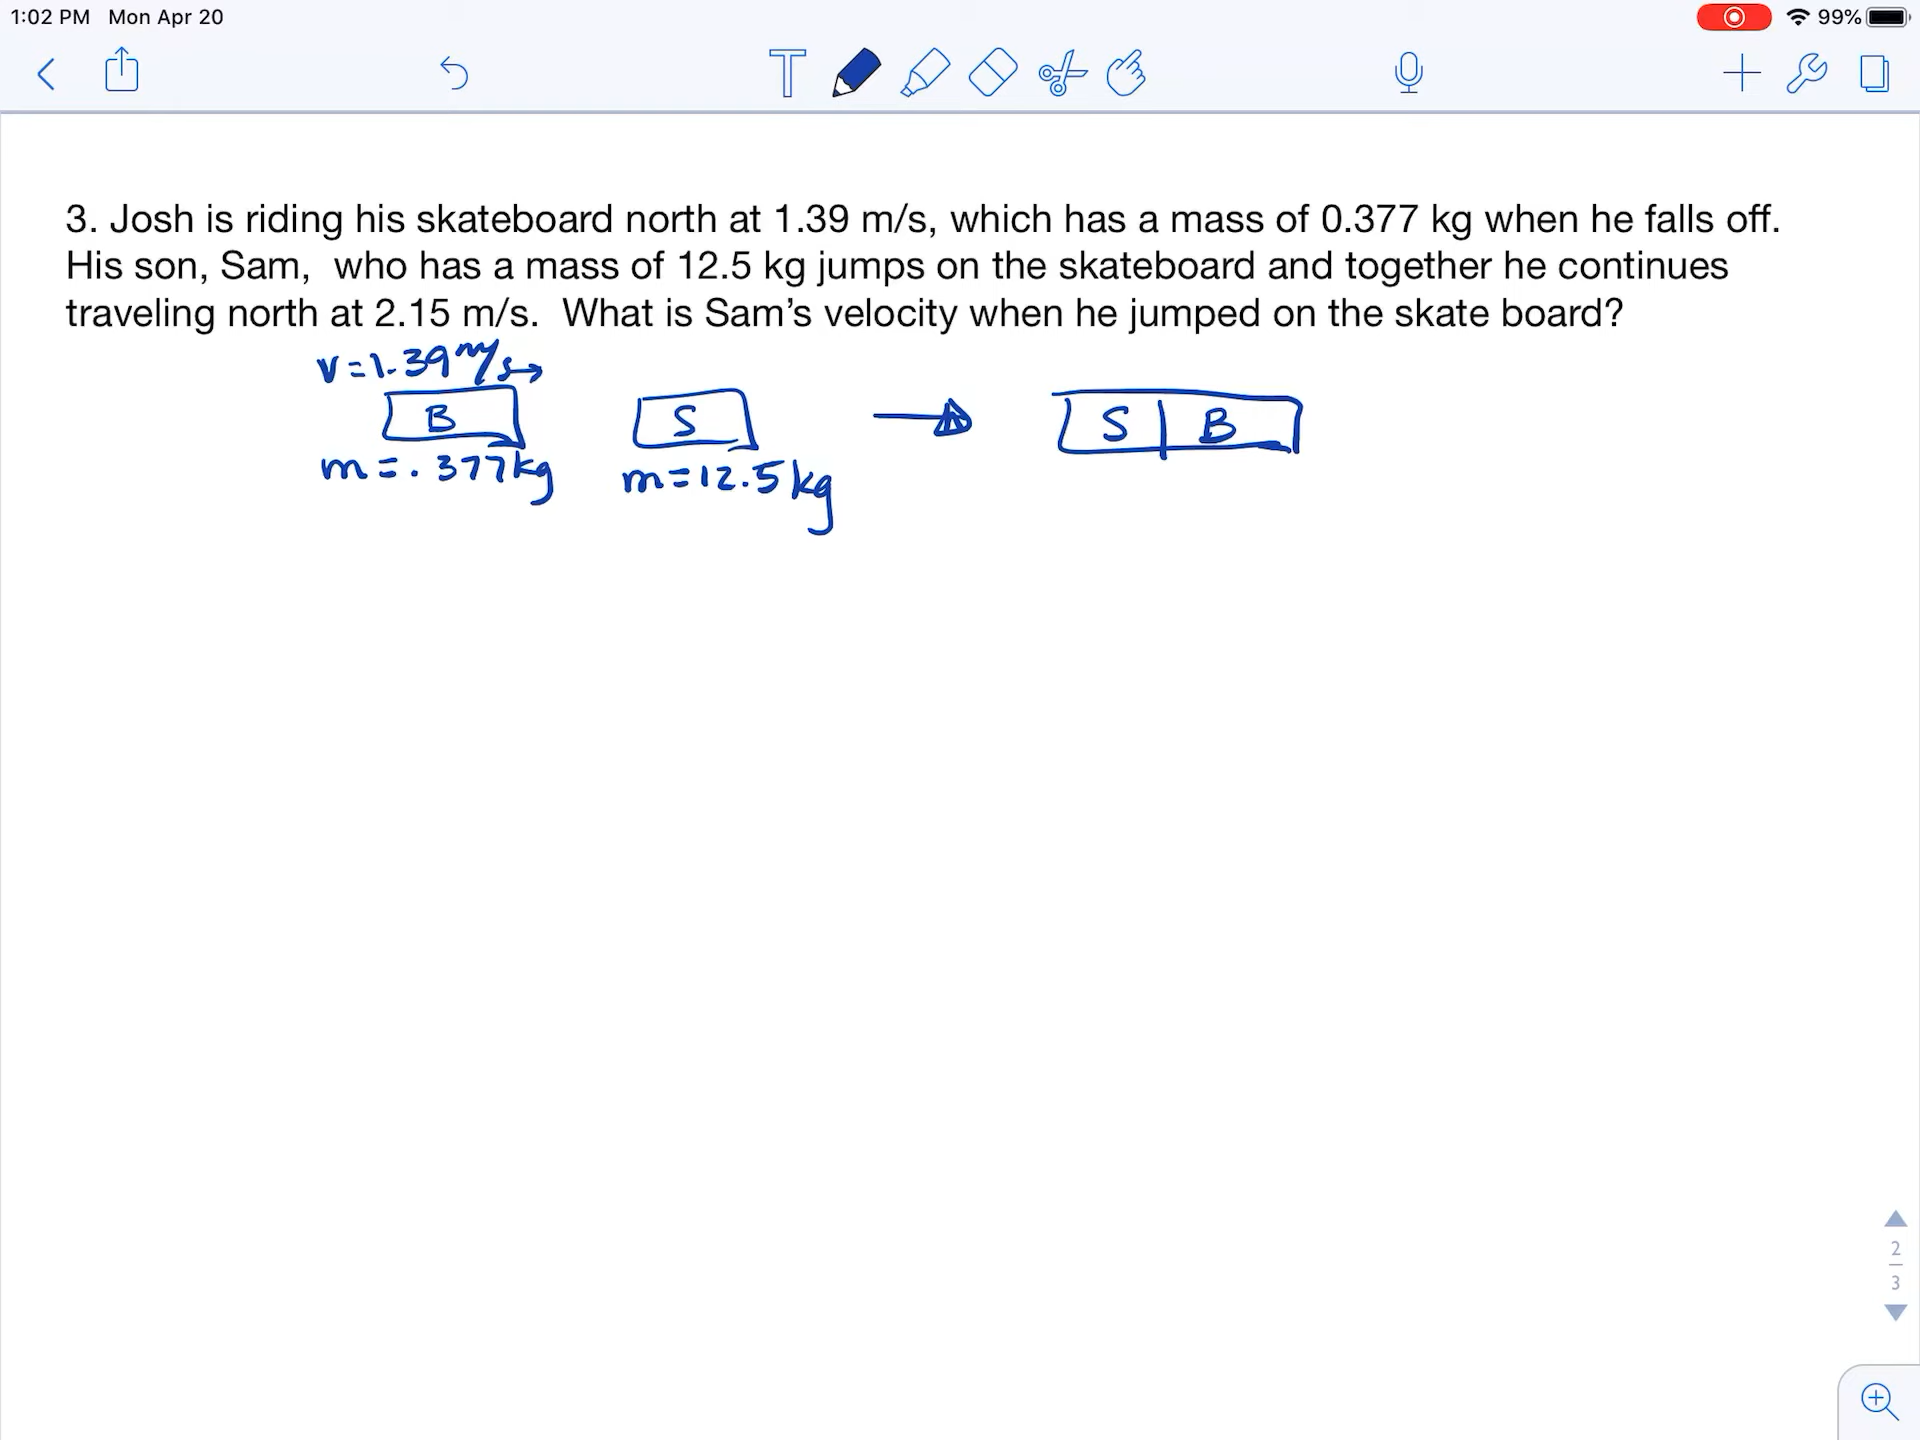 1:02 PM Mon Apr 20
99%
T
3. Josh is riding his skateboard north at 1.39 m/s, which has a mass of 0.377 kg when he falls off.
His son, Sam, who has a mass of 12.5 kg jumps on the skateboard and together he continues
traveling north at 2.15 m/s. What is Sam’s velocity when he jumped on the skate board?
v=1.39 m/s→
B S → S B
m=.377kg m=12.5kg
2
3